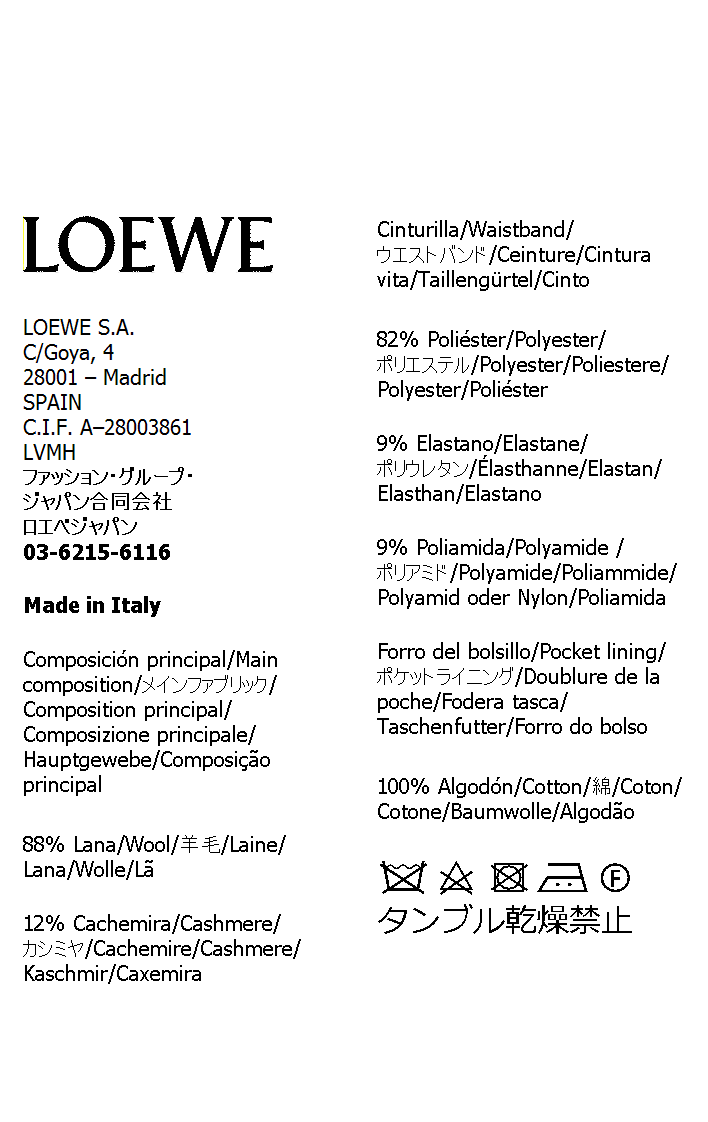 LOEWE
LOEWE S.A.
C/Goya, 4
28001 – Madrid
SPAIN
C.I.F. A–28003861
LVMH
ファッション・グループ・
ジャパン合同会社
ロエベジャパン
03-6215-6116
Made in Italy
Composición principal/Main
composition/メインファブリック/
Composition principal/
Composizione principale/
Hauptgewebe/Composição
principal
88% Lana/Wool/羊毛/Laine/
Lana/Wolle/Lã
12% Cachemira/Cashmere/
カシミヤ/Cachemire/Cashmere/
Kaschmir/Caxemira
Cinturilla/Waistband/
ウエストバンド/Ceinture/Cintura
vita/Taillengürtel/Cinto
82% Poliéster/Polyester/
ポリエステル/Polyester/Poliestere/
Polyester/Poliéster
9% Elastano/Elastane/
ポリウレタン/Élasthanne/Elastan/
Elasthan/Elastano
9% Poliamida/Polyamide /
ポリアミド/Polyamide/Poliammide/
Polyamid oder Nylon/Poliamida
Forro del bolsillo/Pocket lining/
ポケットライニング/Doublure de la
poche/Fodera tasca/
Taschenfutter/Forro do bolso
100% Algodón/Cotton/綿/Coton/
Cotone/Baumwolle/Algodão
F
タンブル乾燥禁止